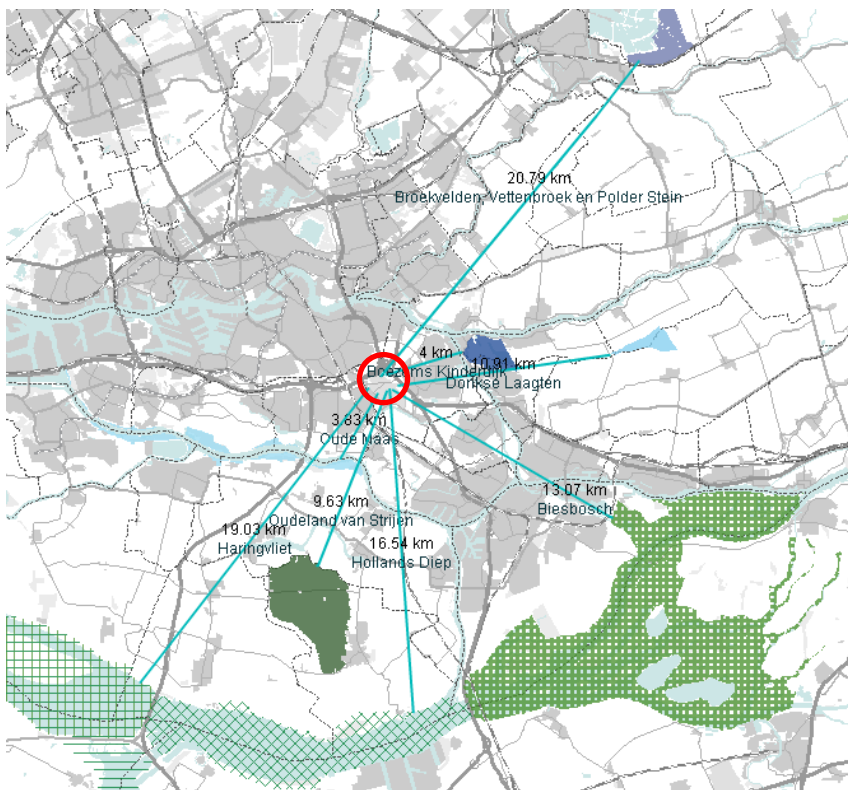 20.79 km
Broekvelden, Vettenbroek en Polder Stein
4 km
Boezems Kinderdijk
10.91 km
Donkse Laagten
3.83 km
Oude Maas
9.63 km
Oudeland van Strijen
19.03 km
Haringvliet
16.54 km
Hollands Diep
13.07 km
Biesbosch